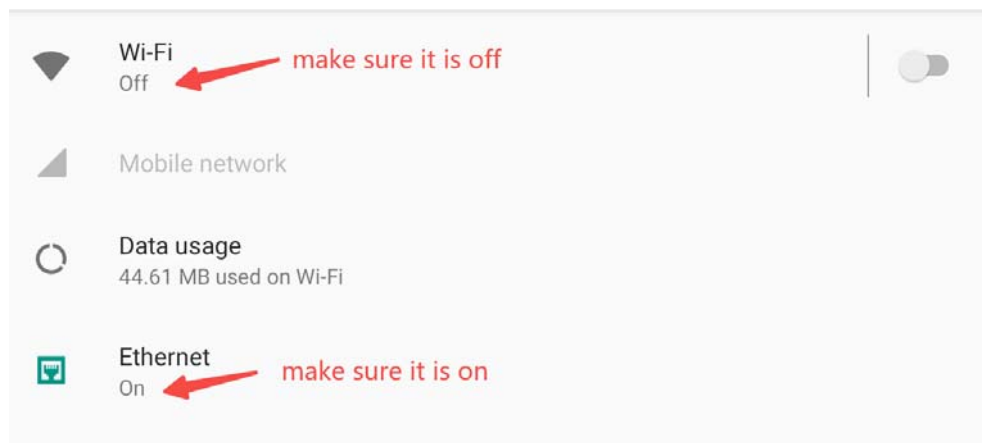 Wi-Fi
make sure it is off
Off
Mobile network
Data usage
44.61 MB used on Wi-Fi
Ethernet
make sure it is on
On